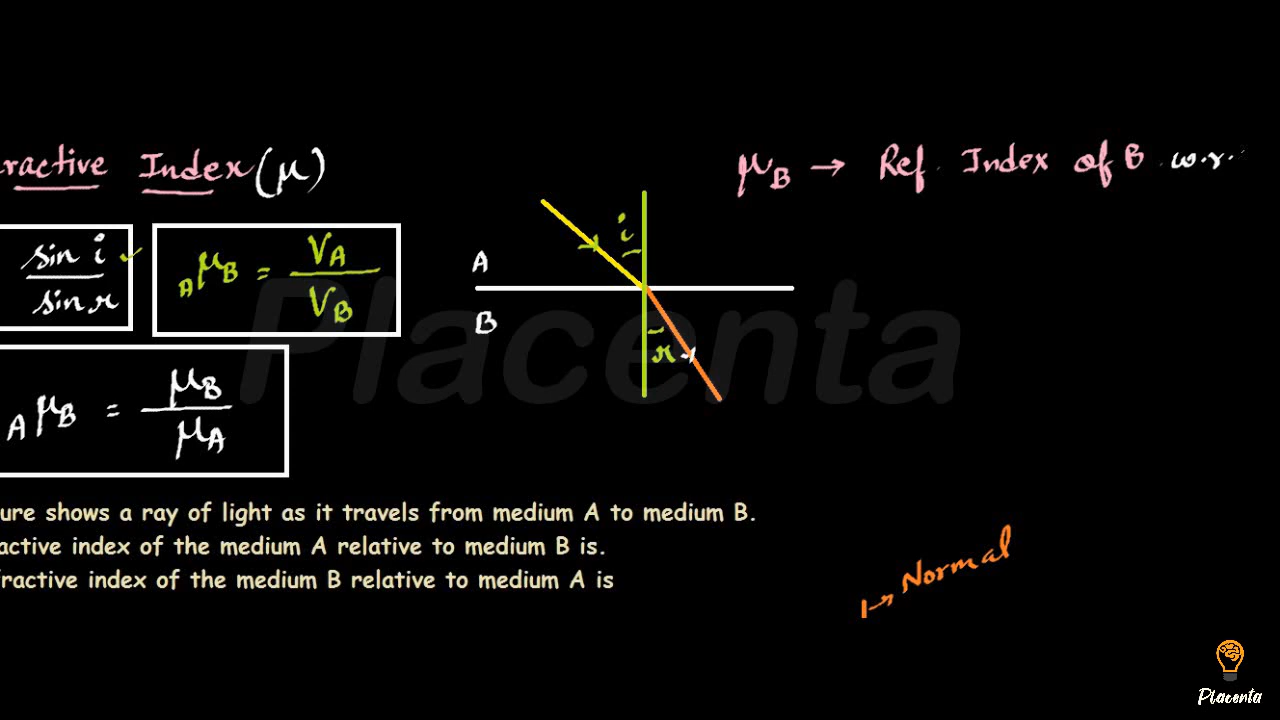 ractive Index (μ)
μB → Ref. Index of B w.r.
sin i
sin r
AμB = VA
VB
i
A
B
r
AμB = μB
μA
ure shows a ray of light as it travels from medium A to medium B.
active index of the medium A relative to medium B is.
fractive index of the medium B relative to medium A is
→ Normal
Placenta
Placenta